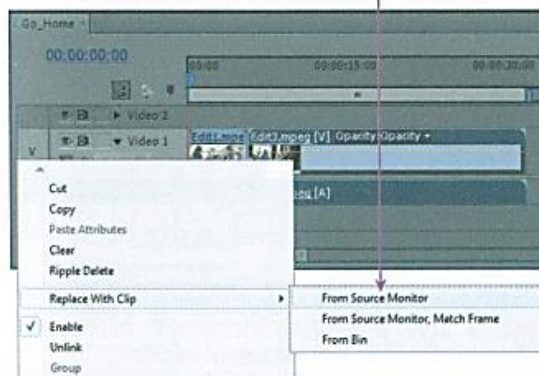 Go_Home
00:00:00:00
00:00 00:00:15:00 00:00:30:00
Video 2
V Video 1 Edit1.mpe Edit3.mpeg [V] Opacity:Opacity
peg [A]
Cut
Copy
Paste Attributes
Clear
Ripple Delete
Replace With Clip
From Source Monitor
Enable
From Source Monitor, Match Frame
Unlink
From Bin
Group